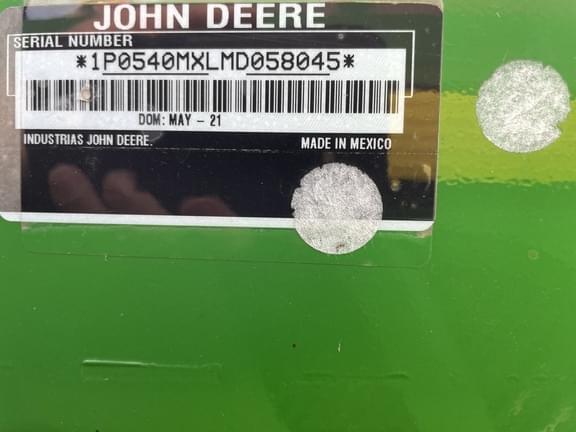 JOHN DEERE
SERIAL NUMBER
*1P0540MXLMD058045*
DOM: MAY - 21
INDUSTRIAS JOHN DEERE.
MADE IN MEXICO